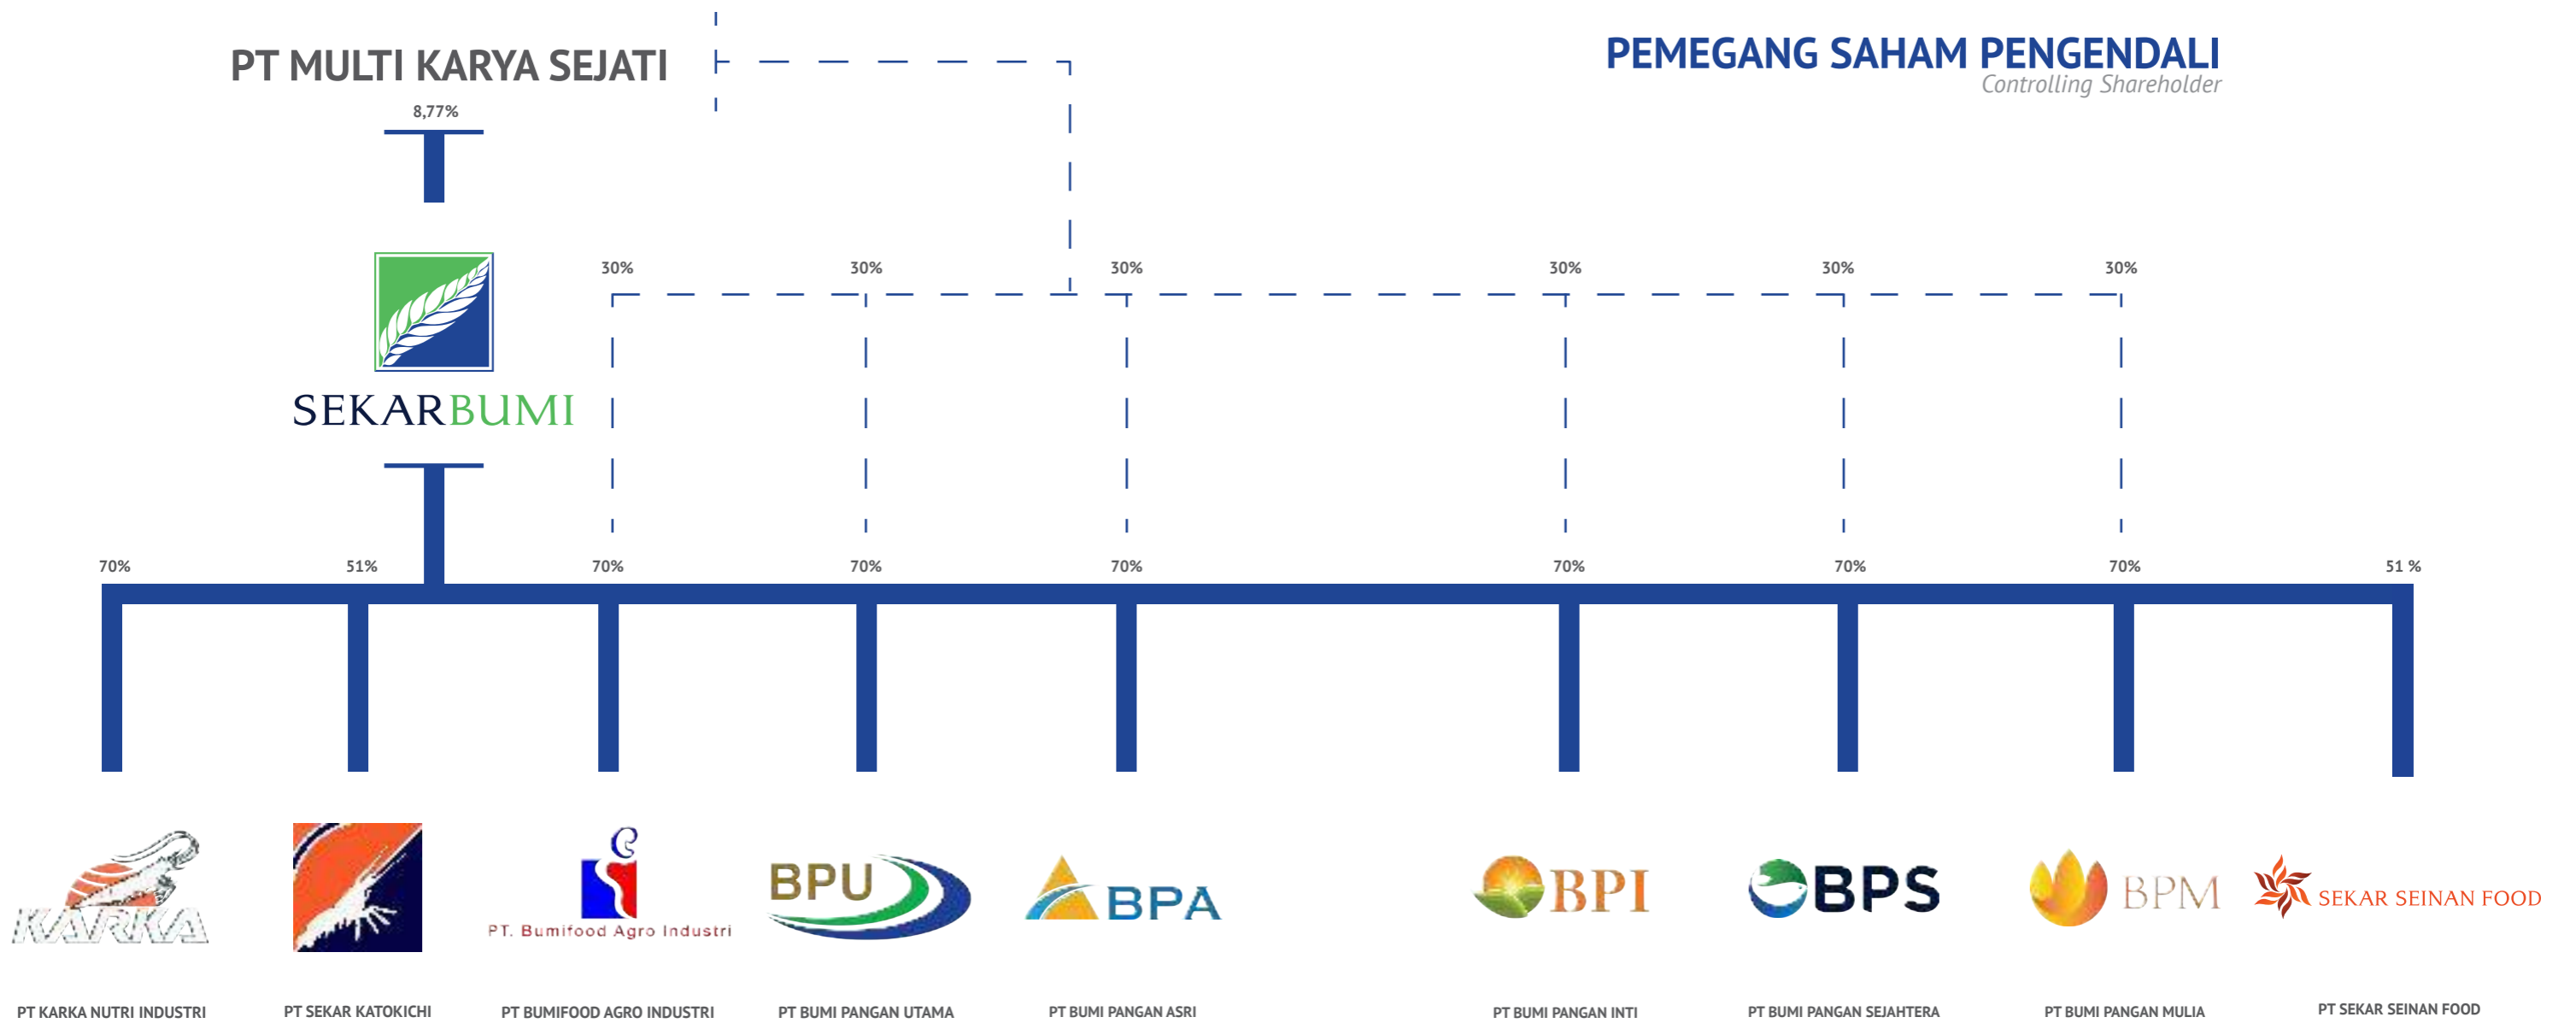 PT MULTI KARYA SEJATI
PEMEGANG SAHAM PENGENDALI
Controlling Shareholder
8,77%
30%
30%
30%
30%
30%
30%
SEKARBUMI
70%
51%
70%
70%
70%
70%
70%
70%
51 %
KARKA
PT. Bumifood Agro Industri
BPU
BPA
BPI
BPS
BPM
SEKAR SEINAN FOOD
PT KARKA NUTRI INDUSTRI
PT SEKAR KATOKICHI
PT BUMIFOOD AGRO INDUSTRI
PT BUMI PANGAN UTAMA
PT BUMI PANGAN ASRI
PT BUMI PANGAN INTI
PT BUMI PANGAN SEJAHTERA
PT BUMI PANGAN MULIA
PT SEKAR SEINAN FOOD